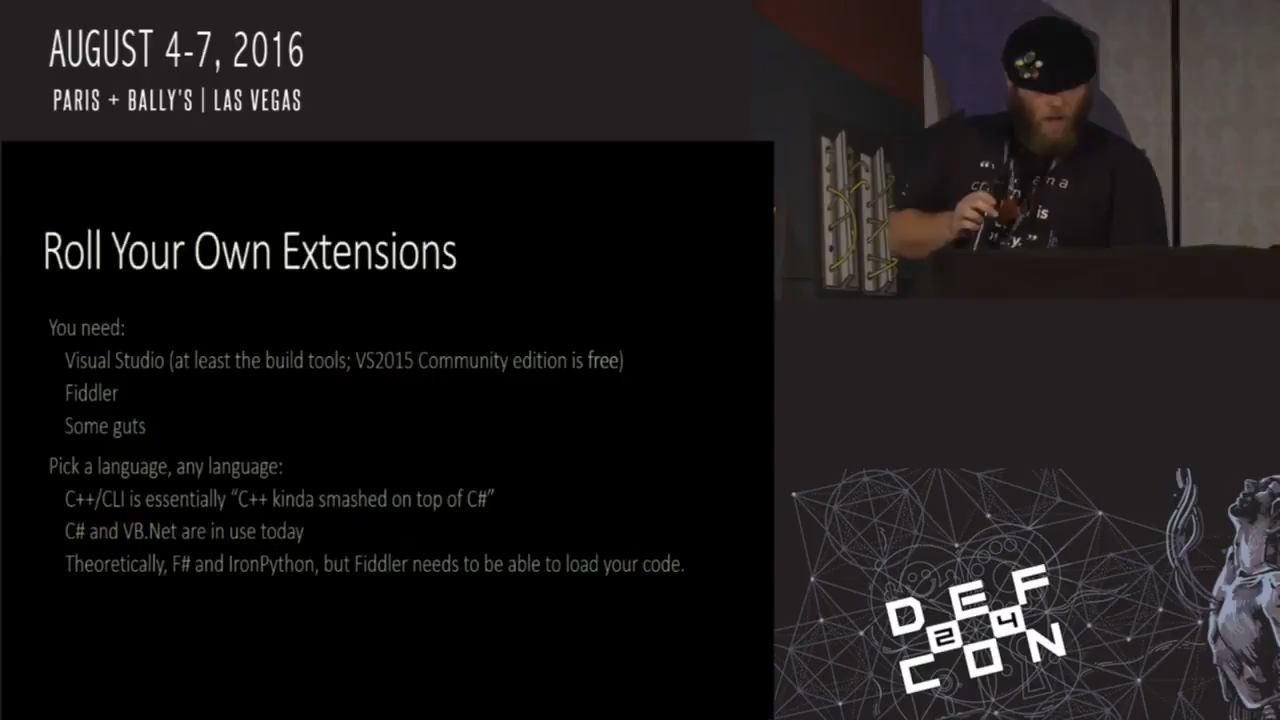 AUGUST 4-7, 2016
PARIS + BALLY'S | LAS VEGAS
Roll Your Own Extensions
You need:
Visual Studio (at least the build tools; VS2015 Community edition is free)
Fiddler
Some guts
Pick a language, any language:
C++/CLI is essentially “C++ kinda smashed on top of C#”
C# and VB.Net are in use today
Theoretically, F# and IronPython, but Fiddler needs to be able to load your code.
is
DEF
24
CON